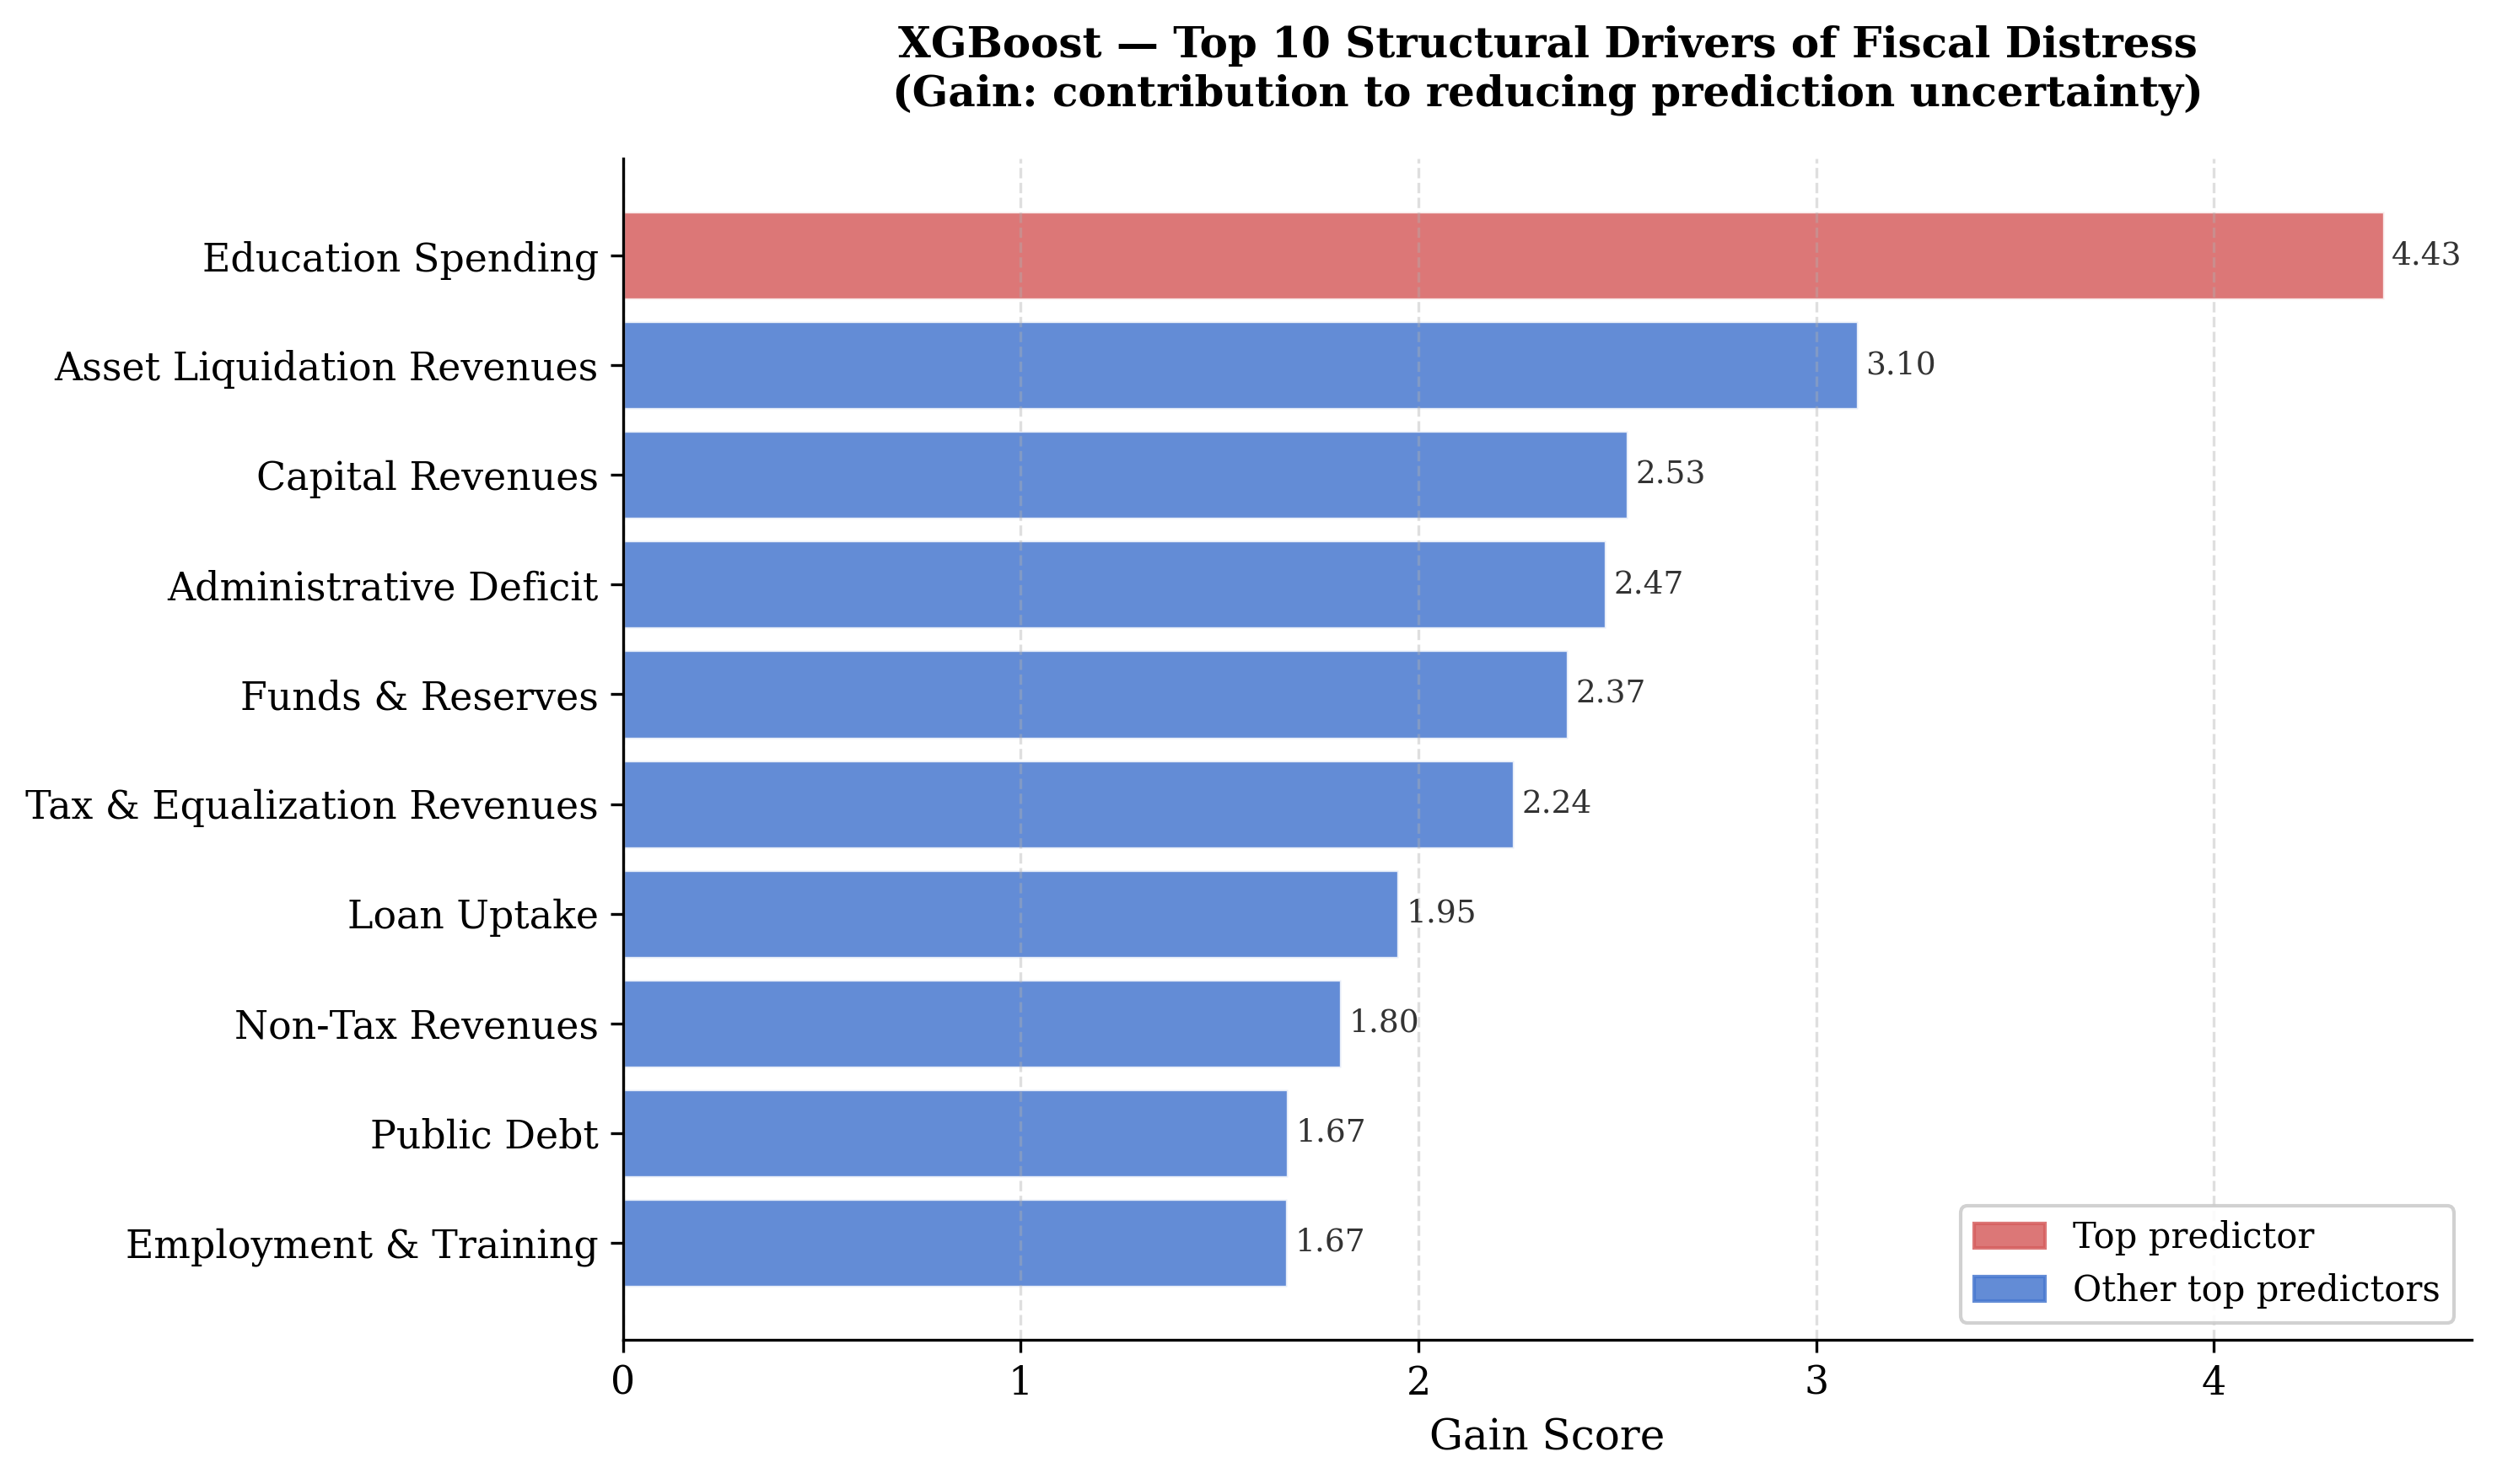 XGBoost — Top 10 Structural Drivers of Fiscal Distress
(Gain: contribution to reducing prediction uncertainty)
Education Spending 4.43
Asset Liquidation Revenues 3.10
Capital Revenues 2.53
Administrative Deficit 2.47
Funds & Reserves 2.37
Tax & Equalization Revenues 2.24
Loan Uptake 1.95
Non-Tax Revenues 1.80
Public Debt 1.67
Employment & Training 1.67
Top predictor
Other top predictors
0 1 2 3 4
Gain Score